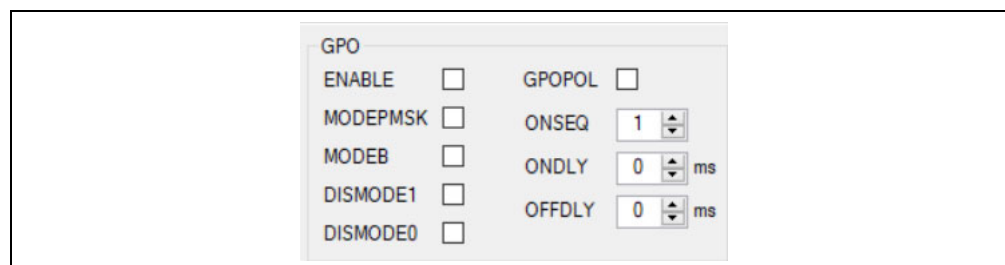 GPO
ENABLE
MODEPMSK
MODEB
DISMODE1
DISMODE0
GPOPOL
ONSEQ 1
ONDLY 0 ms
OFFDLY 0 ms